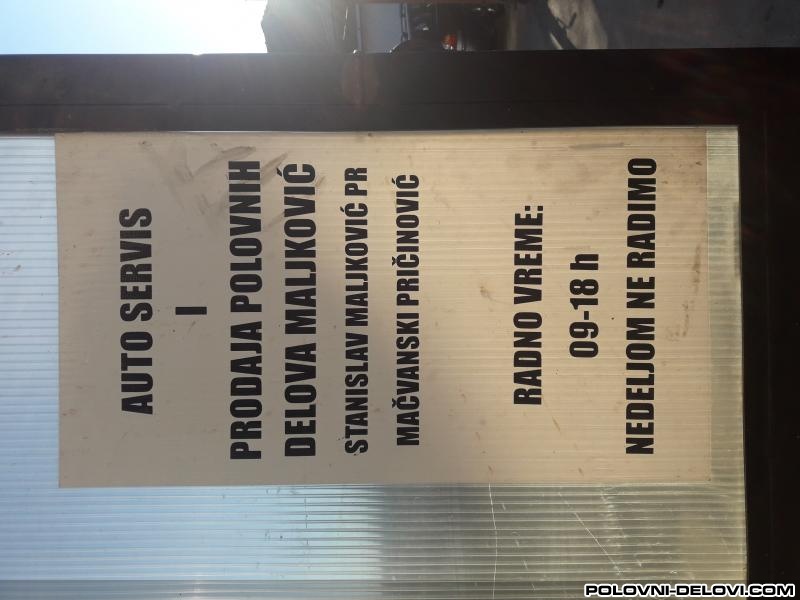 AUTO SERVIS
I
PRODAJA POLOVNIH
DELOVA MALJKOVIĆ
STANISLAV MALJKOVIĆ PR
MAČVANSKI PRIČINOVIĆ
RADNO VREME:
09-18 h
NEDELJOM NE RADIMO
POLOVNI-DELOVI.COM